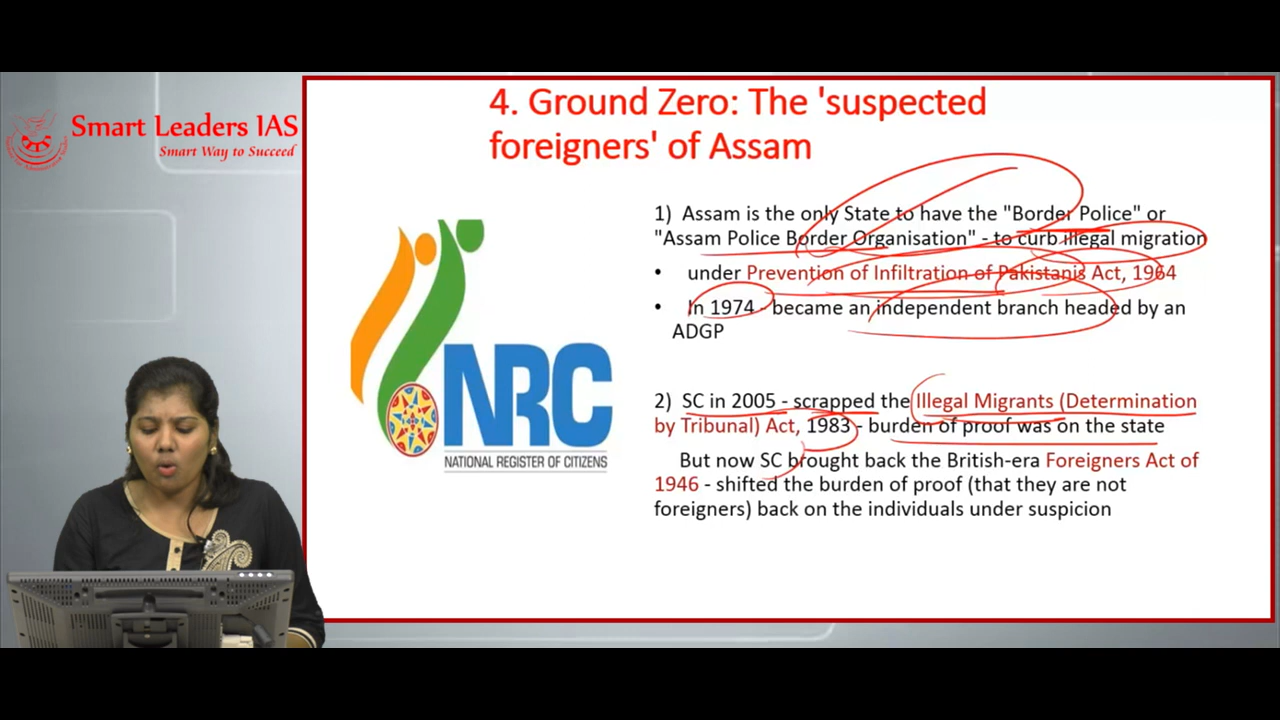 Smart Leaders IAS
Smart Way to Succeed
4. Ground Zero: The 'suspected
foreigners' of Assam
1) Assam is the only State to have the "Border Police" or
"Assam Police Border Organisation" - to curb illegal migration
• under Prevention of Infiltration of Pakistanis Act, 1964
• In 1974 - became an independent branch headed by an
ADGP
2) SC in 2005 - scrapped the Illegal Migrants (Determination
by Tribunal) Act, 1983 - burden of proof was on the state
But now SC brought back the British-era Foreigners Act of
1946 - shifted the burden of proof (that they are not
foreigners) back on the individuals under suspicion
NRC
NATIONAL REGISTER OF CITIZENS